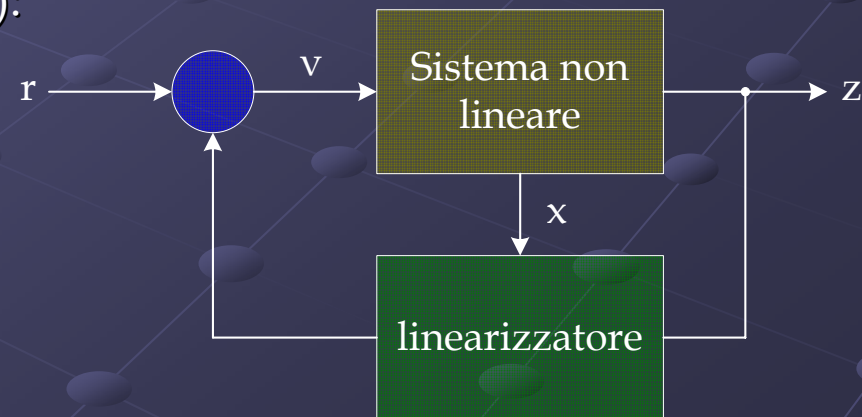 ):
r
v
Sistema non
lineare
z
x
linearizzatore